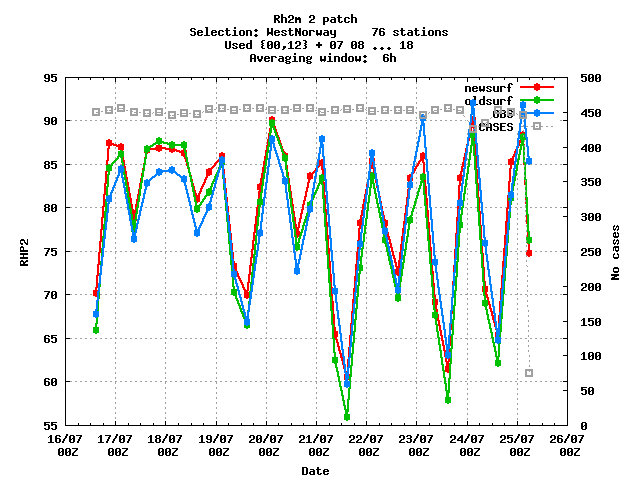 Rh2m 2 patch
Selection: WestNorway 76 stations
Used {00,12} + 07 08 ... 18
Averaging window: 6h
95 500
newsurf
oldsurf
OBS
CASES
90 450
85 400
350
80 300
75 250
70 200
65 150
60 100
50
55 0
RHP2
No cases
16/07 17/07 18/07 19/07 20/07 21/07 22/07 23/07 24/07 25/07 26/07
00Z 00Z 00Z 00Z 00Z 00Z 00Z 00Z 00Z 00Z 00Z
Date